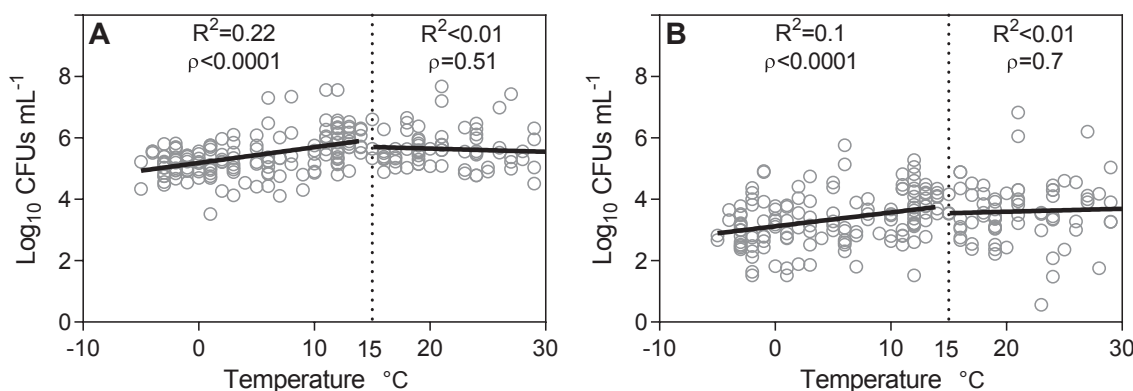 A
R²=0.22
ρ<0.0001
R²<0.01
ρ=0.51
8
6
4
2
0
Log₁₀ CFUs mL⁻¹
-10 0 10 15 20 30
Temperature °C
B
R²=0.1
ρ<0.0001
R²<0.01
ρ=0.7
8
6
4
2
0
Log₁₀ CFUs mL⁻¹
-10 0 10 15 20 30
Temperature °C